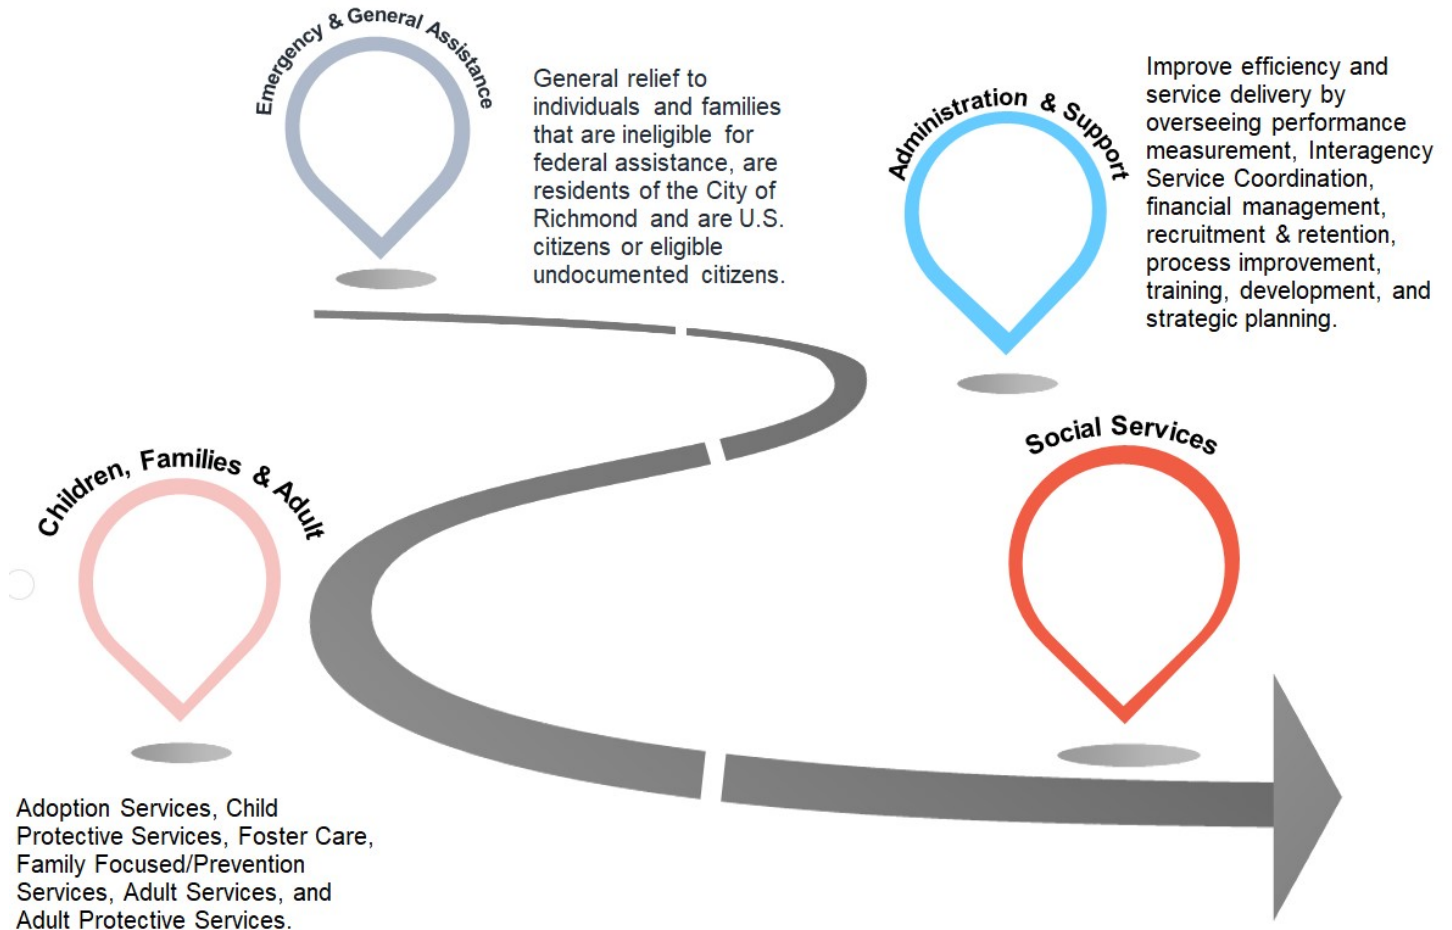 Emergency & General Assistance
General relief to
individuals and families
that are ineligible for
federal assistance, are
residents of the City of
Richmond and are U.S.
citizens or eligible
undocumented citizens.
Administration & Support
Improve efficiency and
service delivery by
overseeing performance
measurement, Interagency
Service Coordination,
financial management,
recruitment & retention,
process improvement,
training, development, and
strategic planning.
Children, Families & Adult
Adoption Services, Child
Protective Services, Foster Care,
Family Focused/Prevention
Services, Adult Services, and
Adult Protective Services.
Social Services